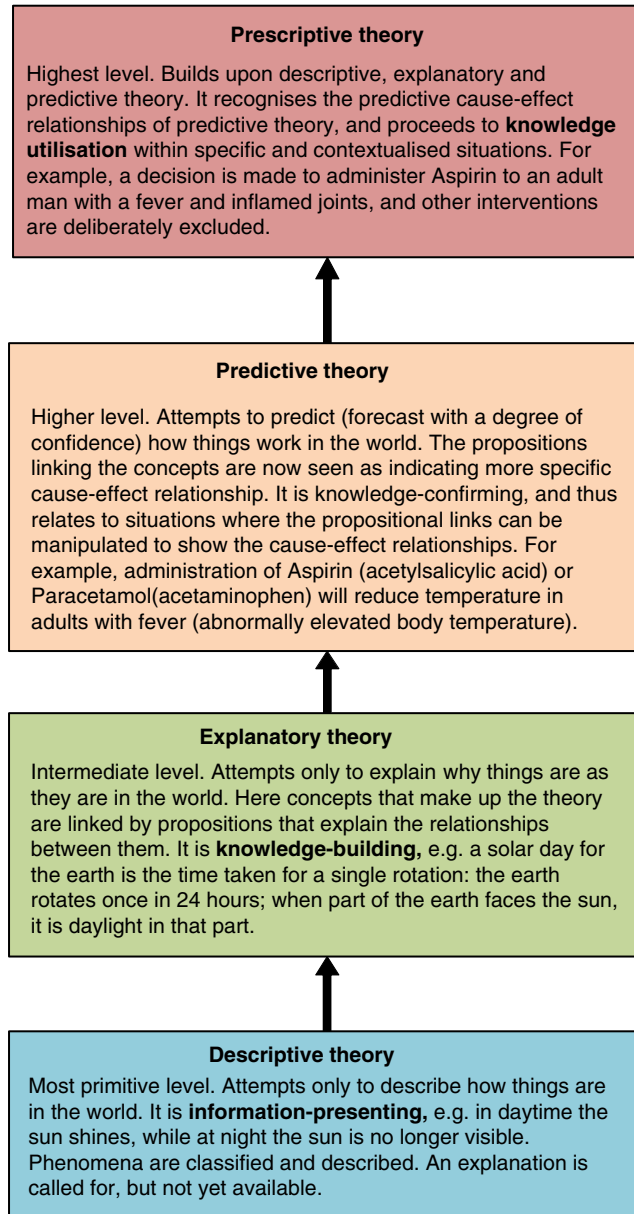 Prescriptive theory
Highest level. Builds upon descriptive, explanatory and
predictive theory. It recognises the predictive cause-effect
relationships of predictive theory, and proceeds to knowledge
utilisation within specific and contextualised situations. For
example, a decision is made to administer Aspirin to an adult
man with a fever and inflamed joints, and other interventions
are deliberately excluded.
Predictive theory
Higher level. Attempts to predict (forecast with a degree of
confidence) how things work in the world. The propositions
linking the concepts are now seen as indicating more specific
cause-effect relationship. It is knowledge-confirming, and thus
relates to situations where the propositional links can be
manipulated to show the cause-effect relationships. For
example, administration of Aspirin (acetylsalicylic acid) or
Paracetamol(acetaminophen) will reduce temperature in
adults with fever (abnormally elevated body temperature).
Explanatory theory
Intermediate level. Attempts only to explain why things are as
they are in the world. Here concepts that make up the theory
are linked by propositions that explain the relationships
between them. It is knowledge-building, e.g. a solar day for
the earth is the time taken for a single rotation: the earth
rotates once in 24 hours; when part of the earth faces the sun,
it is daylight in that part.
Descriptive theory
Most primitive level. Attempts only to describe how things are
in the world. It is information-presenting, e.g. in daytime the
sun shines, while at night the sun is no longer visible.
Phenomena are classified and described. An explanation is
called for, but not yet available.